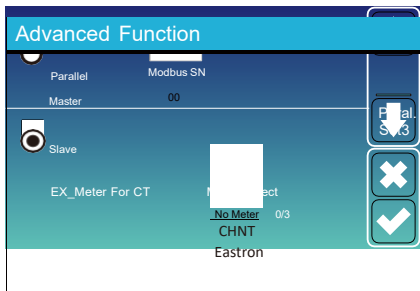 Advanced Function
Parallel
Modbus SN
Master
00
Slave
EX_Meter For CT
No Meter 0/3
CHNT
Eastron